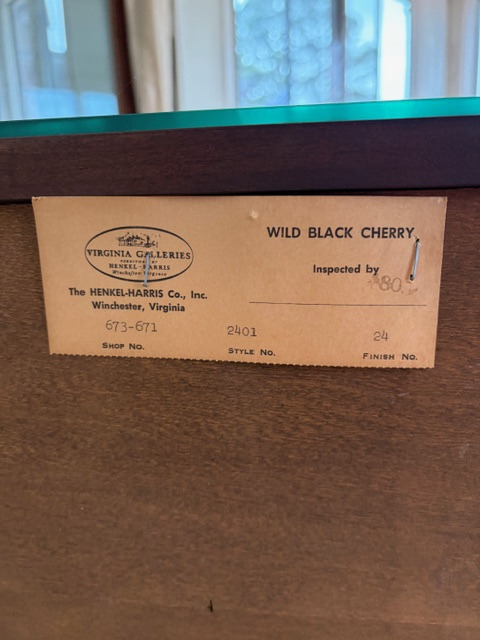 VIRGINIA GALLERIES
HENKEL-HARRIS
Winchester, Virginia
The HENKEL-HARRIS Co., Inc.
Winchester, Virginia
673-671
SHOP No.
WILD BLACK CHERRY
Inspected by
80
2401
STYLE No.
24
FINISH No.